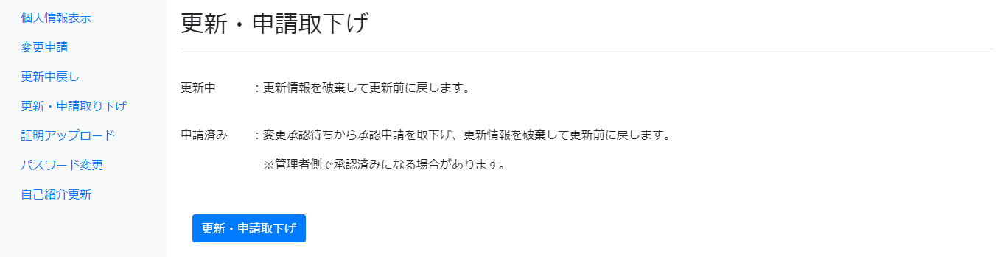 個人情報表示
変更申請
更新中戻し
更新・申請取り下げ
証明アップロード
パスワード変更
自己紹介更新
更新・申請取下げ
更新中　：更新情報を破棄して更新前に戻します。
申請済み　：変更承認待ちから承認申請を取下げ、更新情報を破棄して更新前に戻します。
※管理者側で承認済みになる場合があります。
更新・申請取下げ